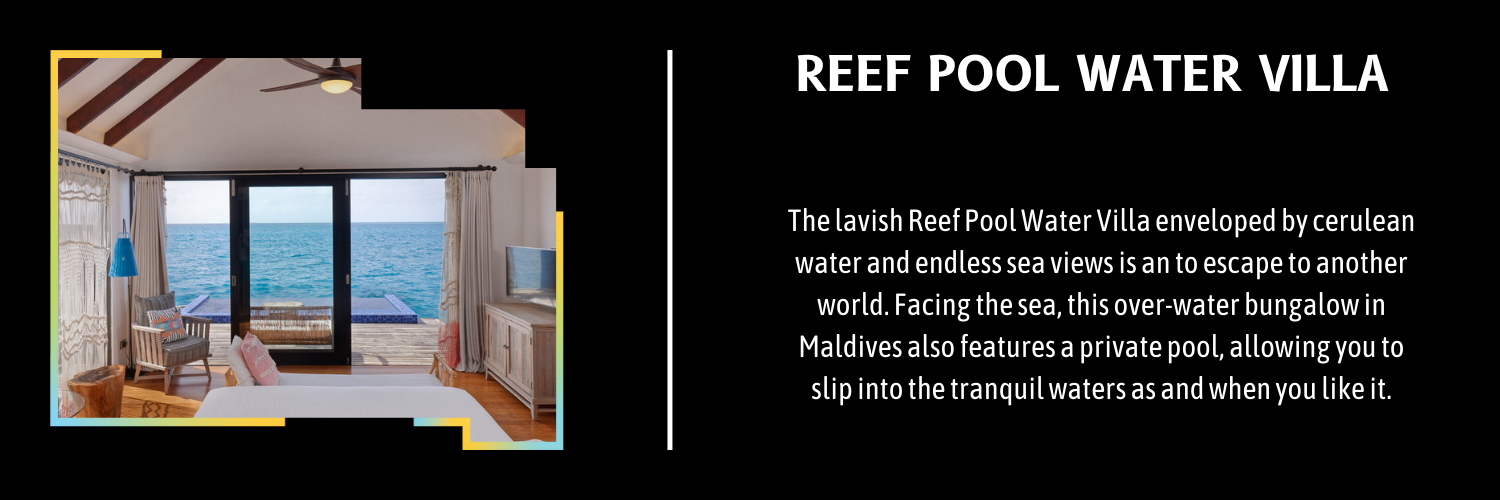 REEF POOL WATER VILLA
The lavish Reef Pool Water Villa enveloped by cerulean
water and endless sea views is an to escape to another
world. Facing the sea, this over-water bungalow in
Maldives also features a private pool, allowing you to
slip into the tranquil waters as and when you like it.